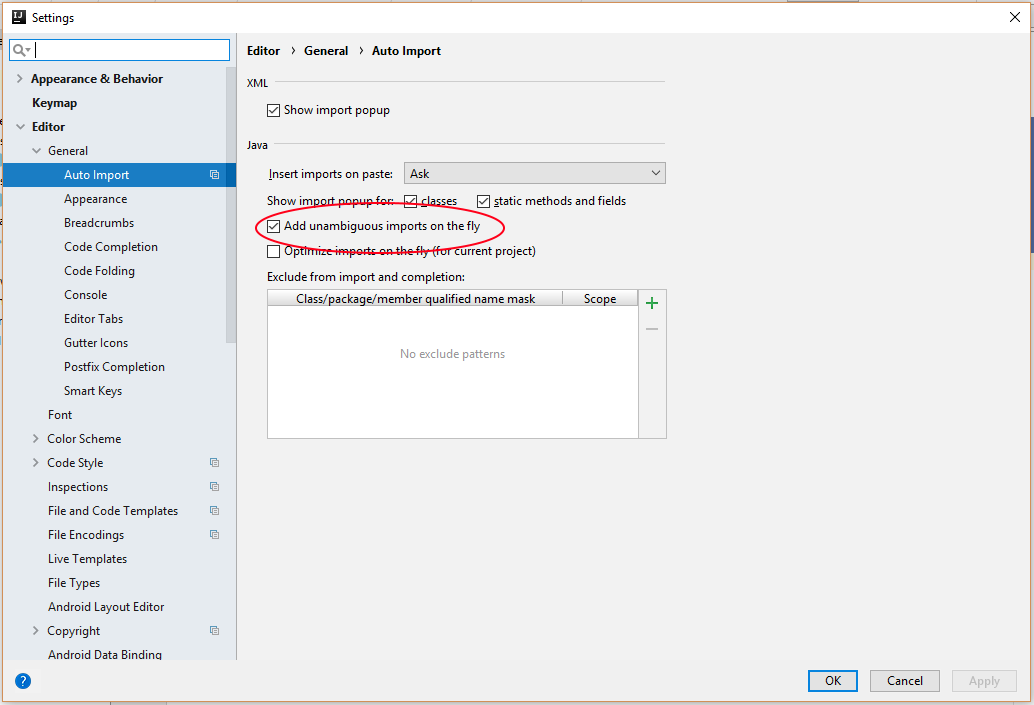 Settings
Appearance & Behavior
Keymap
Editor
General
Auto Import
Appearance
Breadcrumbs
Code Completion
Code Folding
Console
Editor Tabs
Gutter Icons
Postfix Completion
Smart Keys
Font
Color Scheme
Code Style
Inspections
File and Code Templates
File Encodings
Live Templates
File Types
Android Layout Editor
Copyright
Android Data Binding
Editor › General › Auto Import
XML
Show import popup
Java
Insert imports on paste: Ask
Show import popup for: classes static methods and fields
Add unambiguous imports on the fly
Optimize imports on the fly (for current project)
Exclude from import and completion:
Class/package/member qualified name mask Scope
No exclude patterns
? OK Cancel Apply